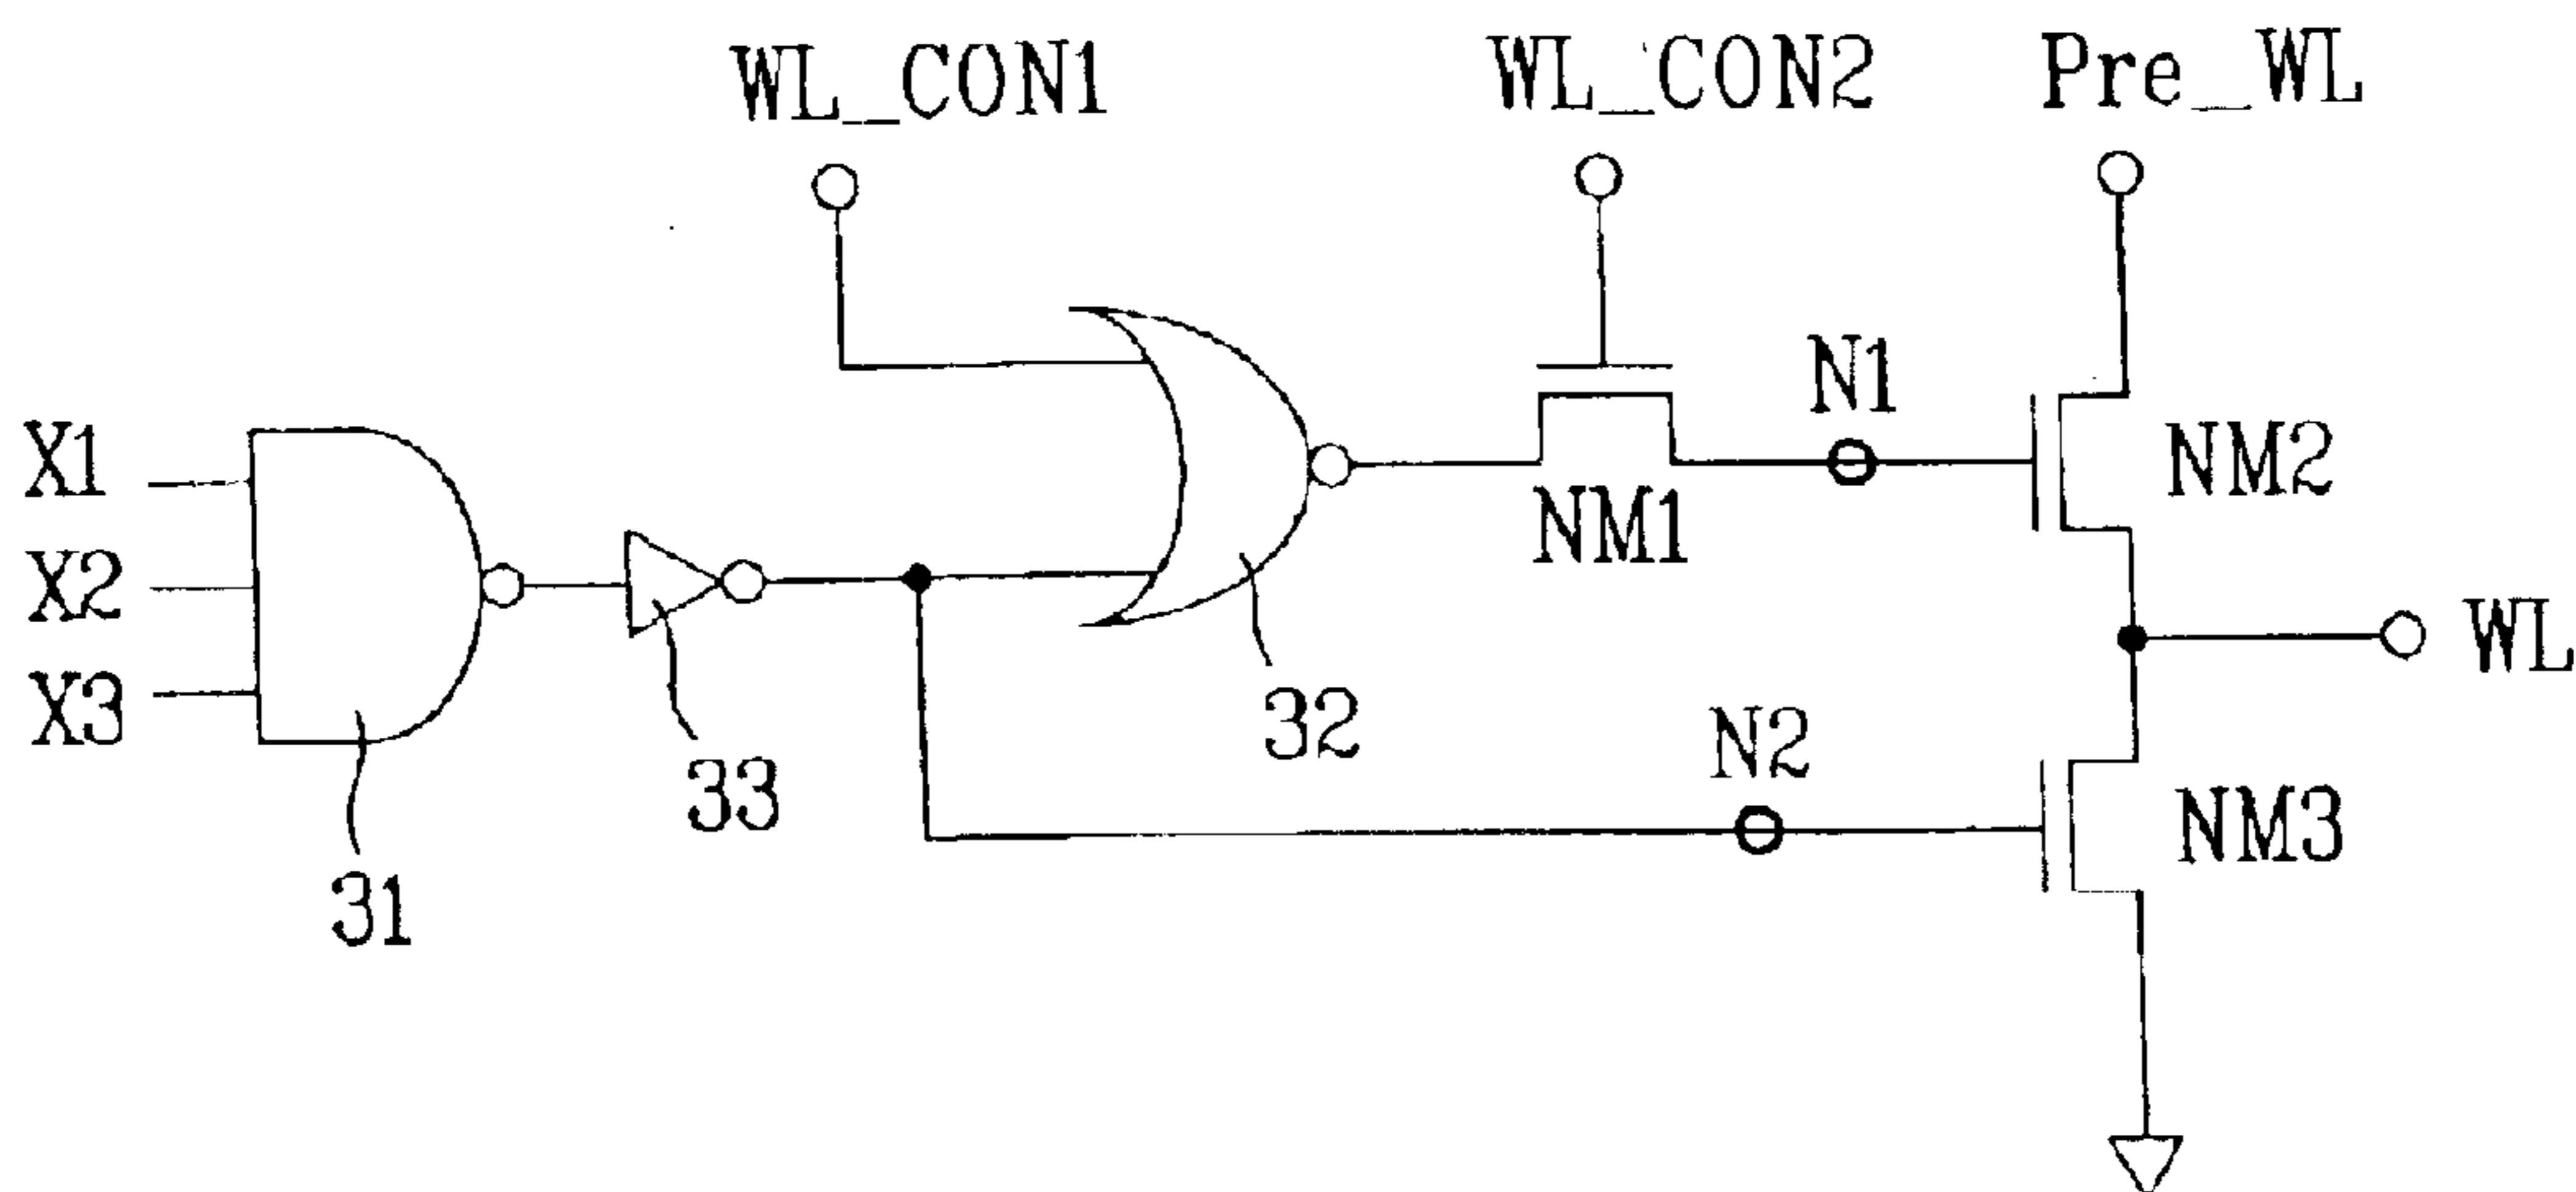 WL_CON1
WL_CON2
Pre_WL
X1
X2
X3
N1
NM2
NM1
WL
32
33
N2
NM3
31